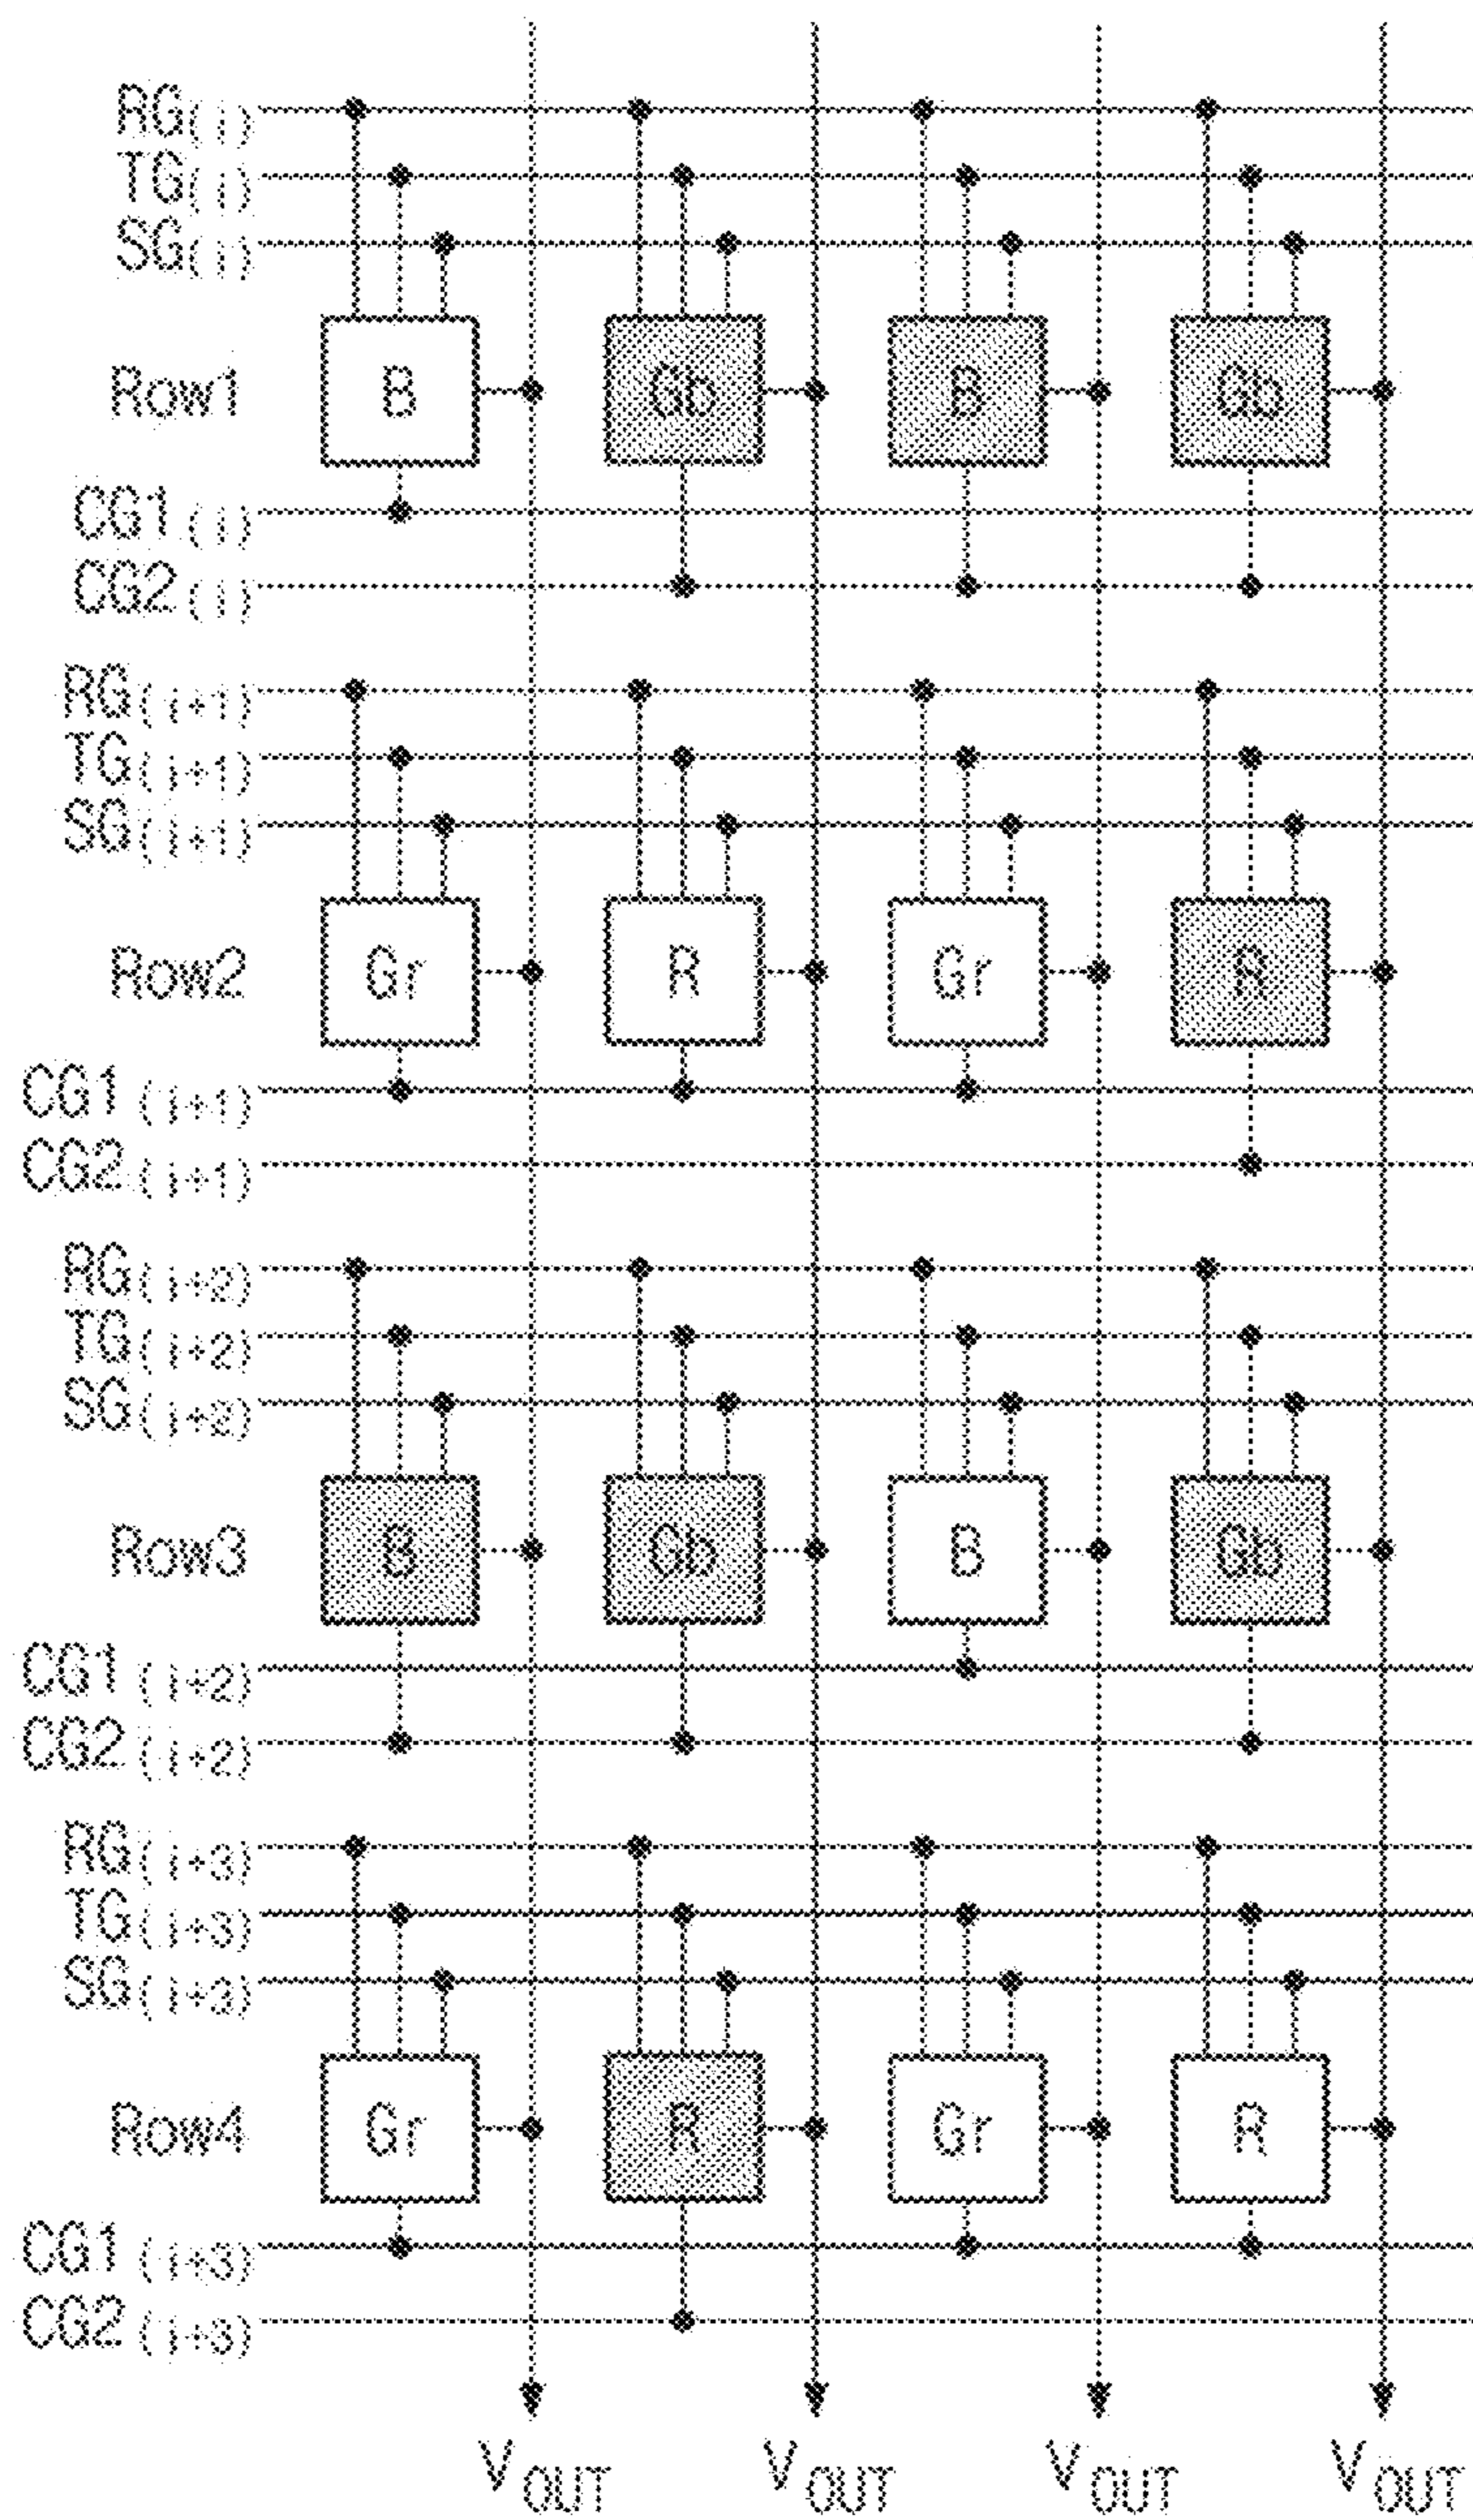 RG(i)
TG(i)
SG(i)
Row1 B Gb B Gb
CG1(i)
CG2(i)
RG(i+1)
TG(i+1)
SG(i+1)
Row2 Gr R Gr R
CG1(i+1)
CG2(i+1)
RG(i+2)
TG(i+2)
SG(i+2)
Row3 B Gb B Gb
CG1(i+2)
CG2(i+2)
RG(i+3)
TG(i+3)
SG(i+3)
Row4 Gr R Gr R
CG1(i+3)
CG2(i+3)
VOUT VOUT VOUT VOUT